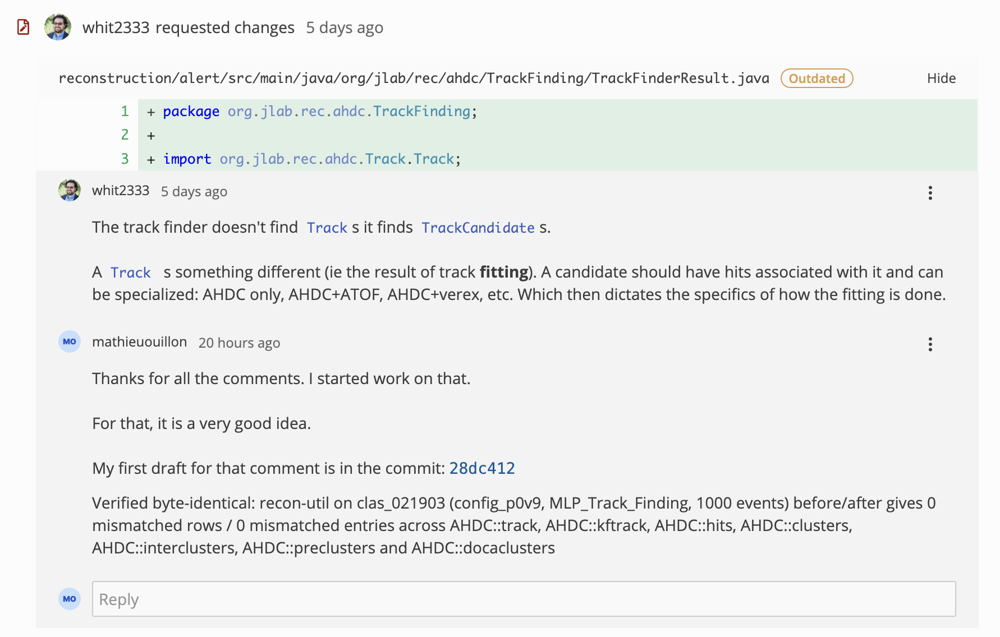 whit2333 requested changes 5 days ago
reconstruction/alert/src/main/java/org/jlab/rec/ahdc/TrackFinding/TrackFinderResult.java Outdated Hide
1 + package org.jlab.rec.ahdc.TrackFinding;
2 +
3 + import org.jlab.rec.ahdc.Track.Track;
whit2333 5 days ago
The track finder doesn't find Track s it finds TrackCandidate s.
A Track s something different (ie the result of track fitting). A candidate should have hits associated with it and can
be specialized: AHDC only, AHDC+ATOF, AHDC+verex, etc. Which then dictates the specifics of how the fitting is done.
MO mathieuouillon 20 hours ago
Thanks for all the comments. I started work on that.
For that, it is a very good idea.
My first draft for that comment is in the commit: 28dc412
Verified byte-identical: recon-util on clas_021903 (config_p0v9, MLP_Track_Finding, 1000 events) before/after gives 0
mismatched rows / 0 mismatched entries across AHDC::track, AHDC::kftrack, AHDC::hits, AHDC::clusters,
AHDC::interclusters, AHDC::preclusters and AHDC::docaclusters
MO Reply